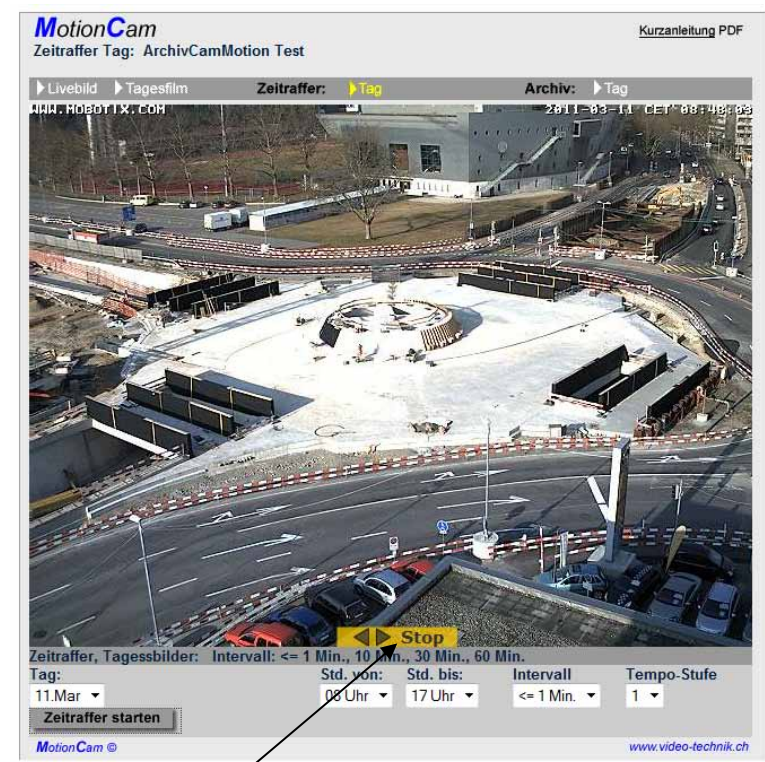 MotionCam
Kurzanleitung PDF
Zeitraffer Tag: ArchivCamMotion Test
Livebild Tagesfilm Zeitraffer: Tag Archiv: Tag
WWW.MOBOTIX.COM 2011-03-11 CET 08:48:03
Stop
Zeitraffer, Tagessbilder: Intervall: <= 1 Min., 10 Min., 30 Min., 60 Min.
Tag: Std. von: Std. bis: Intervall Tempo-Stufe
11.Mar 08 Uhr 17 Uhr <= 1 Min. 1
Zeitraffer starten
MotionCam © www.video-technik.ch